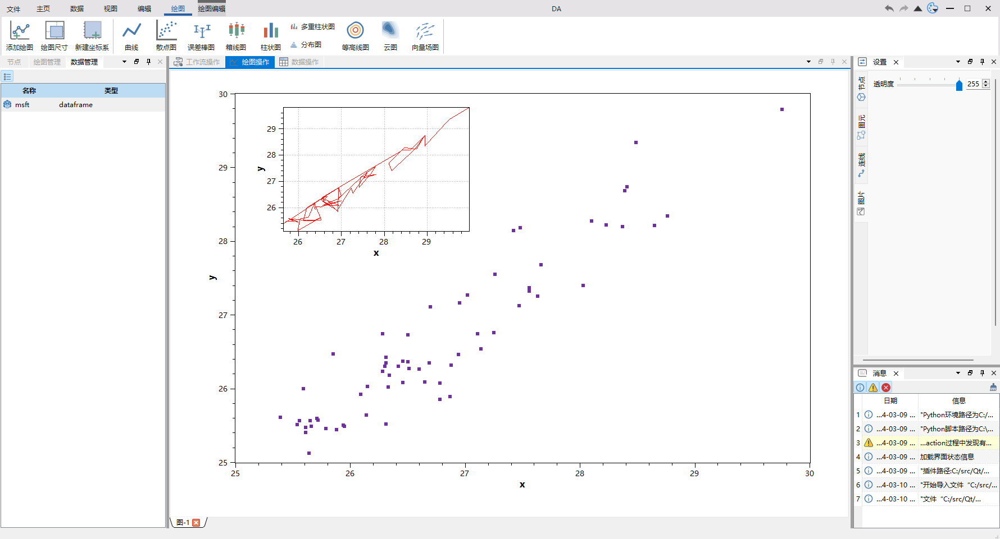 文件 主页 数据 视图 编辑 绘图 绘图编辑 DA
添加绘图 绘图尺寸 新建坐标系 曲线 散点图 误差棒图 箱线图 柱状图 多重柱状图 分布图 等高线图 云图 向量场图
节点 绘图管理 数据管理
名称 类型
msft dataframe
工作流操作 绘图操作 数据操作
30
29
28
27
26
25
y
25 26 27 28 29 30
x
29
28
27
26
y
26 27 28 29
x
图-1
设置
节点
图元
连线
图片
透明度 255
消息
日期 信息
1 ...4-03-09 ... "Python环境路径为C:/...
2 ...4-03-09 ... "Python脚本路径为C:\...
3 ...4-03-09 ... ...action过程中发现有...
4 ...4-03-09 ... 加载界面状态信息
5 ...4-03-09 ... "插件路径:C:/src/Qt/...
6 ...4-03-10 ... "开始导入文件“C:/src/...
7 ...4-03-10 ... "文件“C:/src/Qt/...